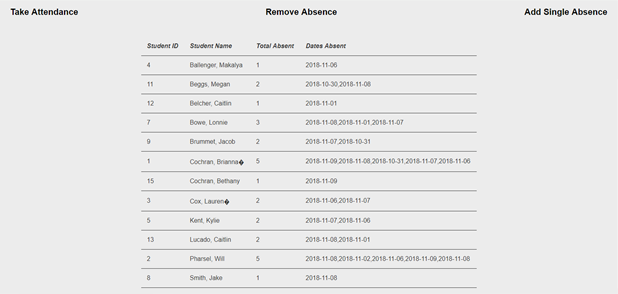 Take Attendance Remove Absence Add Single Absence
Student ID Student Name Total Absent Dates Absent
4 Ballenger, Makalya 1 2018-11-06
11 Beggs, Megan 2 2018-10-30,2018-11-08
12 Belcher, Caitlin 1 2018-11-01
7 Bowe, Lonnie 3 2018-11-08,2018-11-01,2018-11-07
9 Brummet, Jacob 2 2018-11-07,2018-10-31
1 Cochran, Brianna� 5 2018-11-09,2018-11-08,2018-10-31,2018-11-07,2018-11-06
15 Cochran, Bethany 1 2018-11-09
3 Cox, Lauren� 2 2018-11-06,2018-11-07
5 Kent, Kylie 2 2018-11-07,2018-11-06
13 Lucado, Caitlin 2 2018-11-08,2018-11-01
2 Pharsel, Will 5 2018-11-08,2018-11-02,2018-11-06,2018-11-09,2018-11-08
8 Smith, Jake 1 2018-11-08